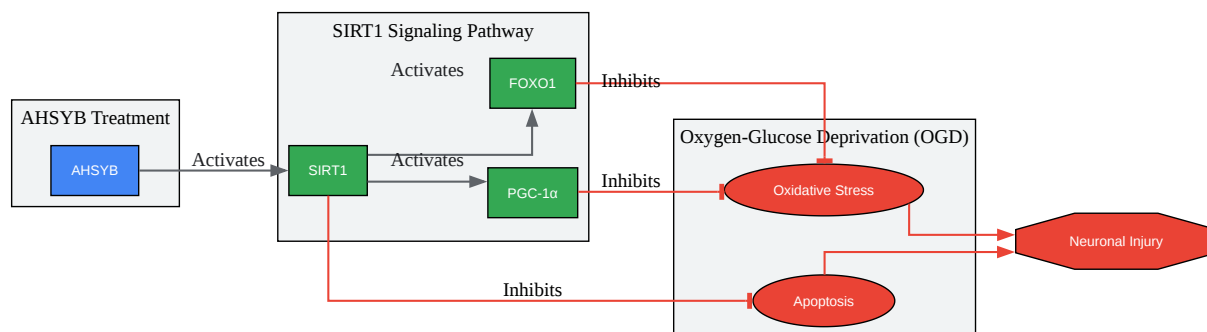 SIRT1 Signaling Pathway
Activates
FOXO1
Inhibits
AHSYB Treatment
Oxygen-Glucose Deprivation (OGD)
AHSYB
Activates
SIRT1
Activates
PGC-1α
Inhibits
Oxidative Stress
Neuronal Injury
Inhibits
Apoptosis